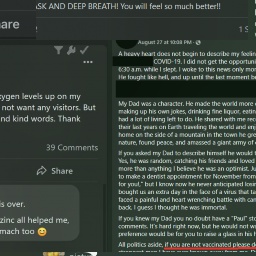 ASK AND DEEP BREATH! You will feel so much better!!
are
xygen levels up on my
not want any visitors. But
nd kind words. Thank
39 Comments
Share
s over.
zinc all helped me,
mach too 😊
August 27 at 10:08 PM
A heavy heart does not begin to describe my feeling
COVID-19. I did not get the opportunit
6:30 a.m. while I slept. I woke to this news only mo
He fought like hell, and up until the last moment be
My Dad was a character. He made the world more
making up his own jokes, drinking fine liquor, eating
had a lot of living left to do. He shared with me rece
their last years on Earth traveling the world and enj
home on the side of a mountain in the town he gre
nature, found peace, and amassed a giant army of
If you asked my Dad to describe himself he would
Yes, he was random, catching his friends and loved
more than anything I believe he was an optimist. Ju
to make a dentist appointment for November from
for you!," but I know now he never anticipated losin
bought us an extra day in the face of a virus that ta
faced a painful and heart wrenching battle with can
back. I guess I thought he was immortal.
If you knew my Dad you no doubt have a "Paul" sto
comments. It's hard right now, but he would not wa
preference would be for you to raise a glass in his h
All politics aside, if you are not vaccinated please d